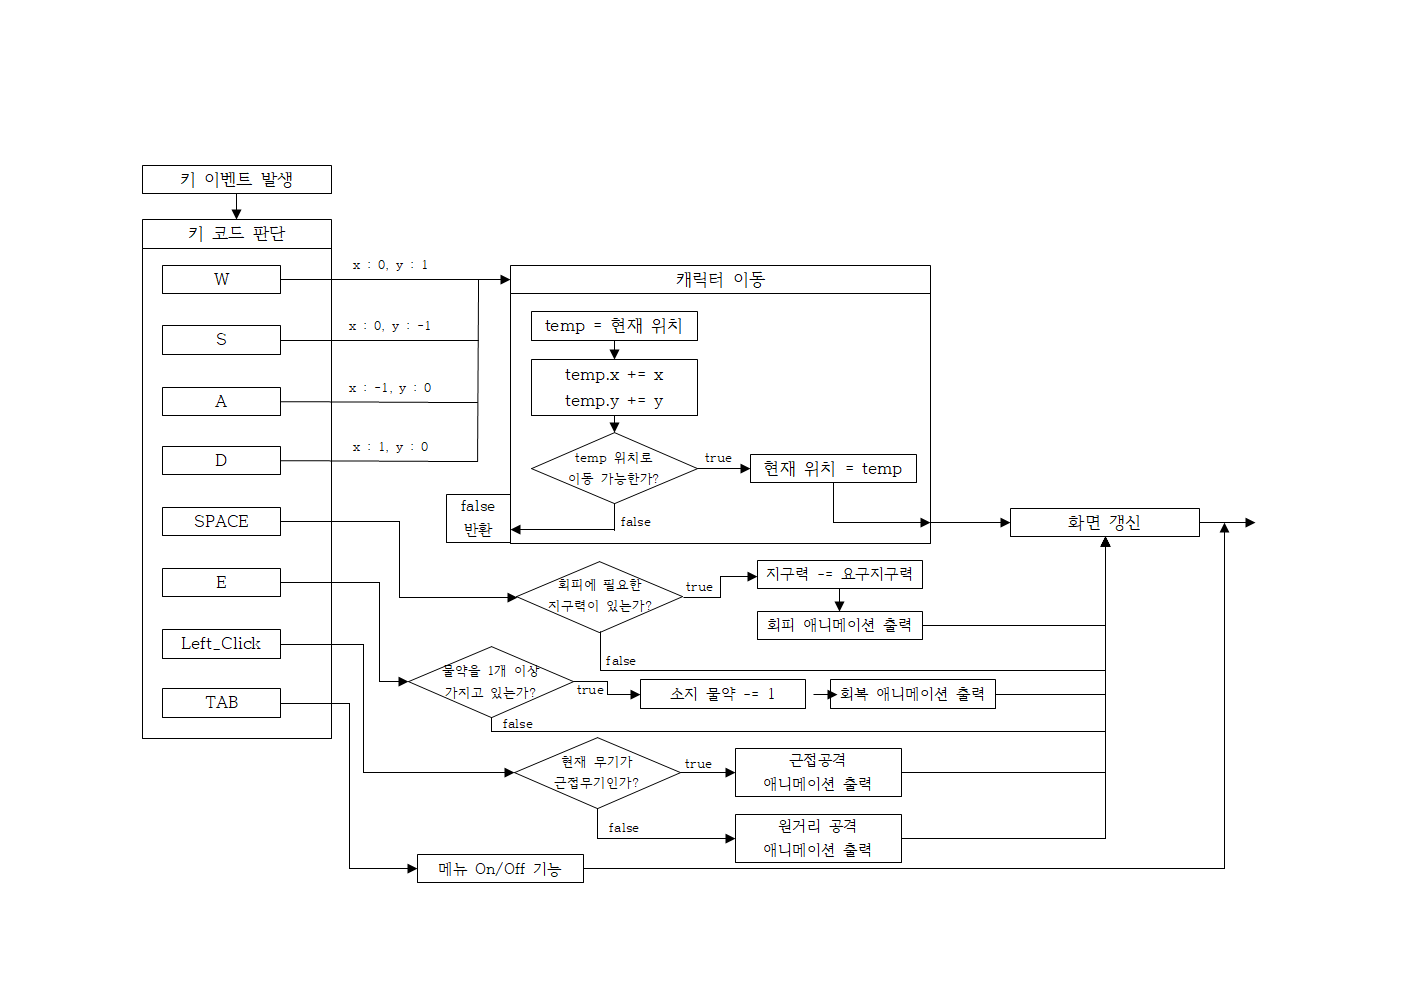 키 이벤트 발생
키 코드 판단
W
x : 0, y : 1
S
x : 0, y : -1
A
x : -1, y : 0
D
x : 1, y : 0
SPACE
E
Left_Click
TAB
캐릭터 이동
temp = 현재 위치
temp.x += x
temp.y += y
temp 위치로
이동 가능한가?
true
현재 위치 = temp
false
false
반환
화면 갱신
회피에 필요한
지구력이 있는가?
true
지구력 -= 요구지구력
회피 애니메이션 출력
false
물약을 1개 이상
가지고 있는가?
true
소지 물약 -= 1
회복 애니메이션 출력
false
현재 무기가
근접무기인가?
true
근접공격
애니메이션 출력
false
원거리 공격
애니메이션 출력
메뉴 On/Off 기능